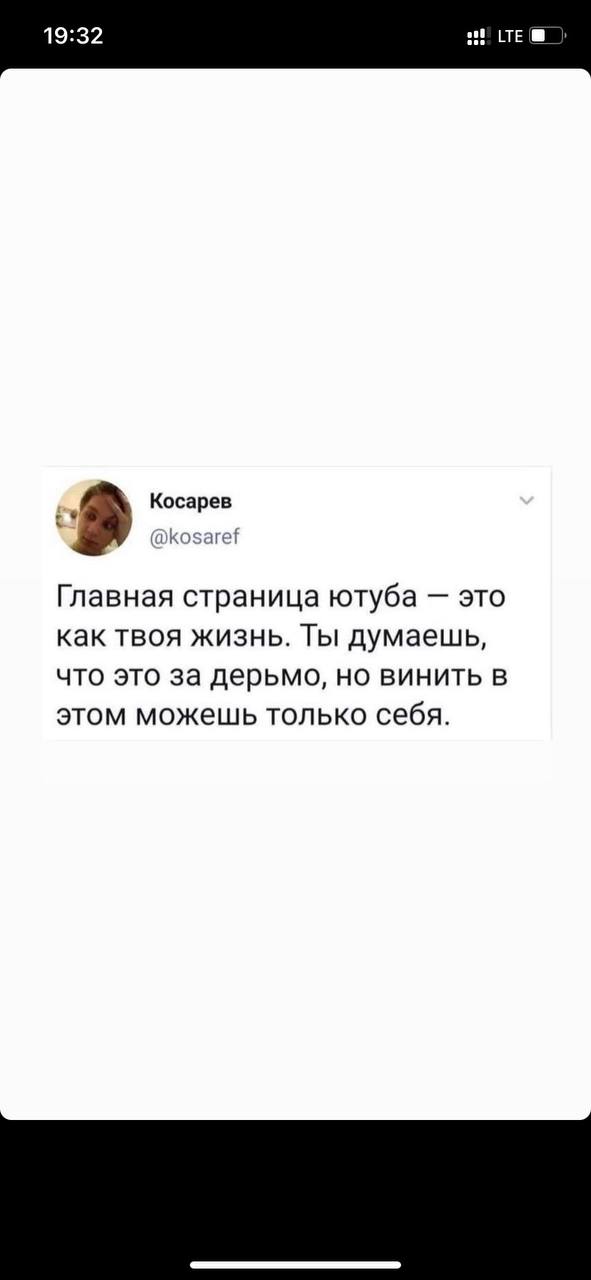 19:32
LTE
Косарев
@kosaref
Главная страница ютуба — это
как твоя жизнь. Ты думаешь,
что это за дерьмо, но винить в
этом можешь только себя.